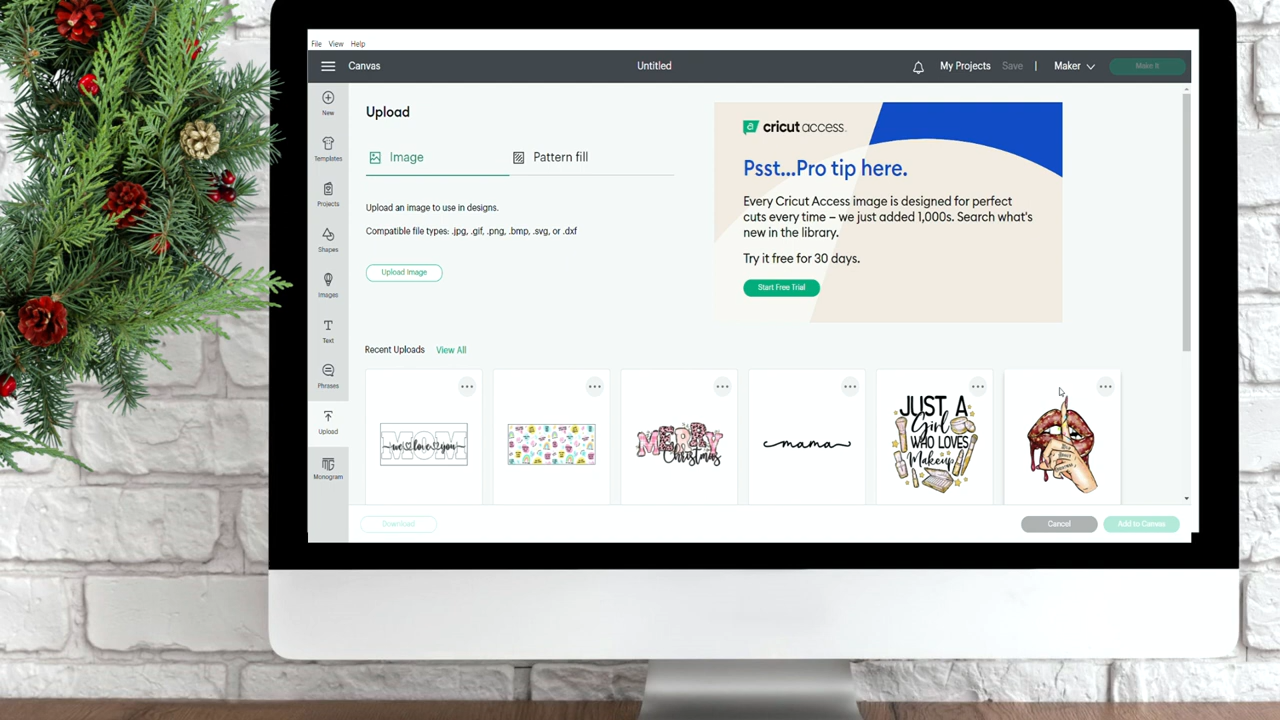 File View Help
Canvas
Untitled
My Projects Save | Maker
Make It
New
Templates
Projects
Shapes
Images
Text
Phrases
Upload
Monogram
Upload
Image
Pattern fill
Upload an image to use in designs.
Compatible file types: .jpg, .gif, .png, .bmp, .svg, or .dxf
Upload Image
cricut access
Psst...Pro tip here.
Every Cricut Access image is designed for perfect
cuts every time – we just added 1,000s. Search what's
new in the library.
Try it free for 30 days.
Start Free Trial
Recent Uploads View All
MOM
we love you
MERRY
Christmas
mama
JUST A
Girl
WHO LOVES
Makeup
Download
Cancel
Add to Canvas